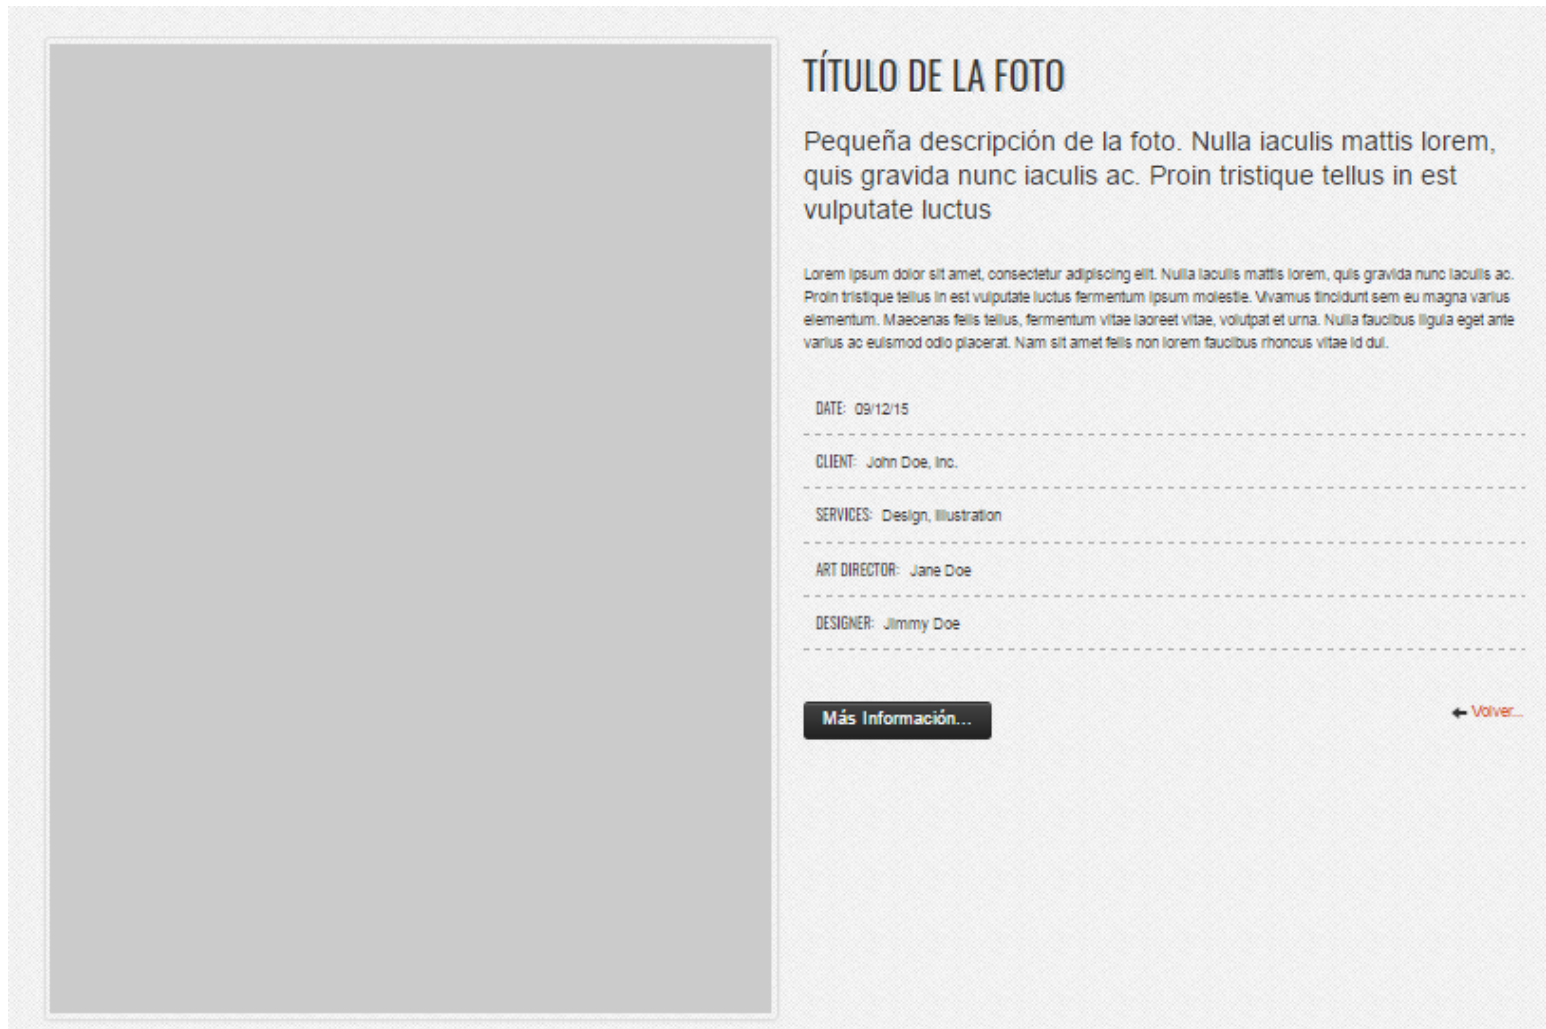 TÍTULO DE LA FOTO
Pequeña descripción de la foto. Nulla iaculis mattis lorem,
quis gravida nunc iaculis ac. Proin tristique tellus in est
vulputate luctus
Lorem ipsum dolor sit amet, consectetur adipiscing elit. Nulla iaculis mattis lorem, quis gravida nunc iaculis ac.
Proin tristique tellus in est vulputate luctus fermentum ipsum molestie. Vivamus tincidunt sem eu magna varius
elementum. Maecenas felis tellus, fermentum vitae laoreet vitae, volutpat et urna. Nulla faucibus ligula eget ante
varius ac euismod odio placerat. Nam sit amet felis non lorem faucibus rhoncus vitae id dui.
DATE: 09/12/15
CLIENT: John Doe, Inc.
SERVICES: Design, Illustration
ART DIRECTOR: Jane Doe
DESIGNER: Jimmy Doe
Más Información... Volver...